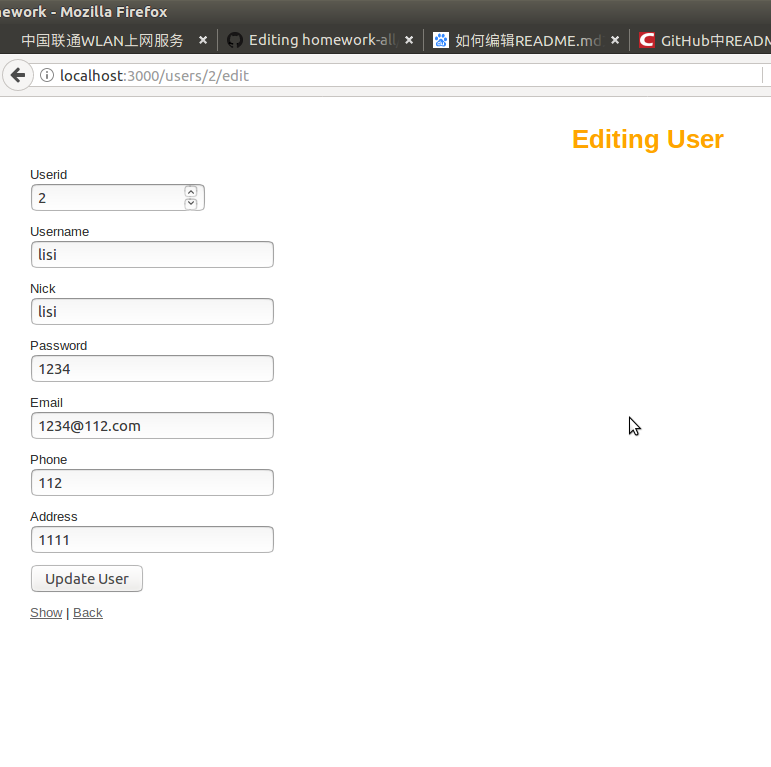 ework - Mozilla Firefox
中国联通WLAN上网服务 × Editing homework-all × 如何编辑README.md × GitHub中READM
localhost:3000/users/2/edit
Editing User
Userid
2
Username
lisi
Nick
lisi
Password
1234
Email
1234@112.com
Phone
112
Address
1111
Update User
Show | Back